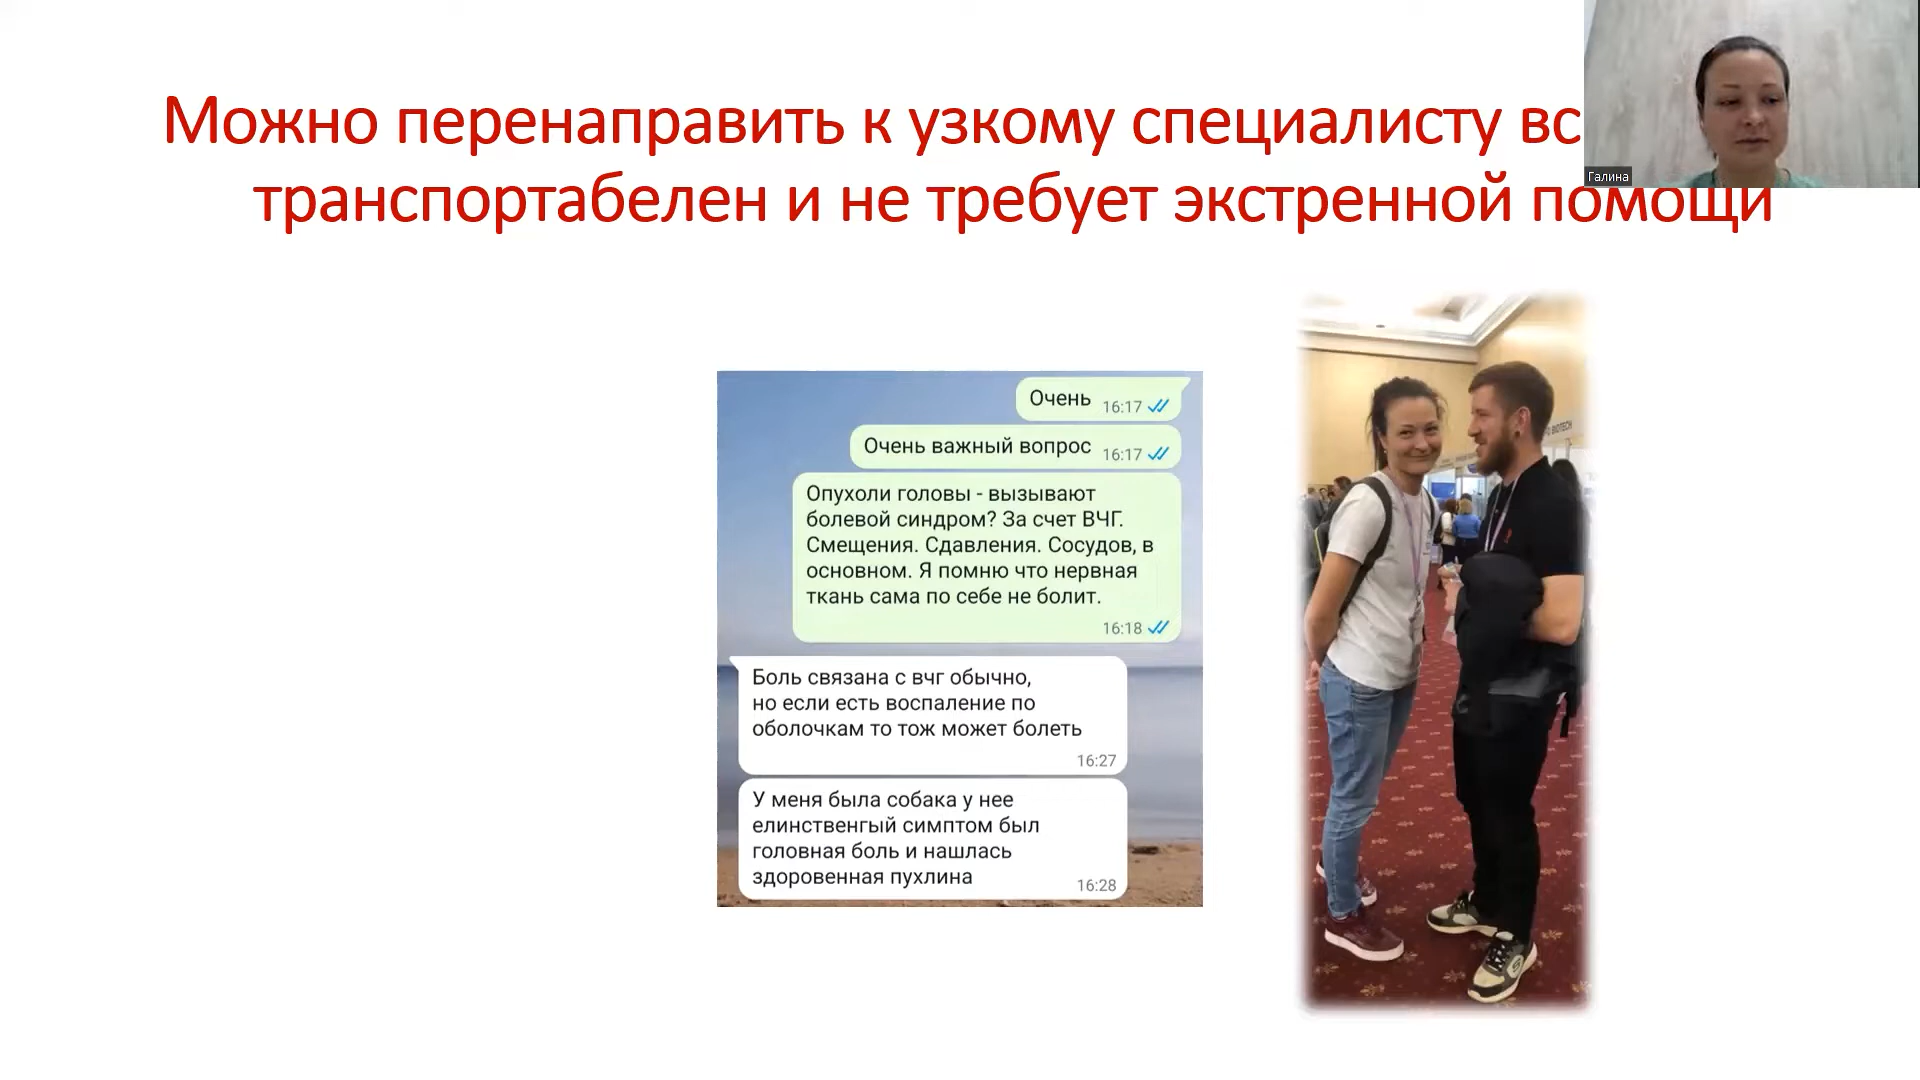 Можно перенаправить к узкому специалисту вс
транспортабелен и не требует экстренной помощи
Галина
Очень 16:17
Очень важный вопрос 16:17
Опухоли головы - вызывают
болевой синдром? За счет ВЧГ.
Смещения. Сдавления. Сосудов, в
основном. Я помню что нервная
ткань сама по себе не болит.
16:18
Боль связана с вчг обычно,
но если есть воспаление по
оболочкам то тож может болеть
16:27
У меня была собака у нее
елинственгый симптом был
головная боль и нашлась
здоровенная пухлина
16:28
BIOTECH